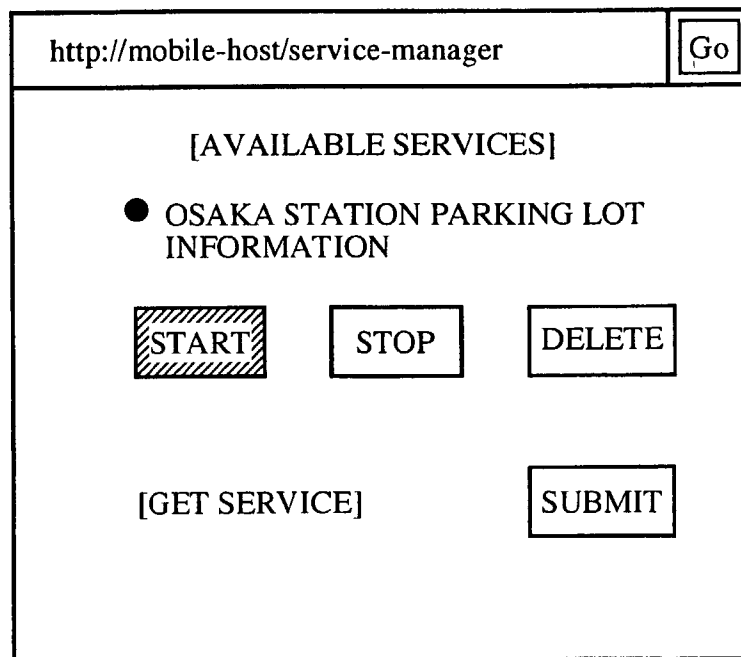 http://mobile-host/service-manager Go
[AVAILABLE SERVICES]
● OSAKA STATION PARKING LOT
INFORMATION
START STOP DELETE
[GET SERVICE] SUBMIT